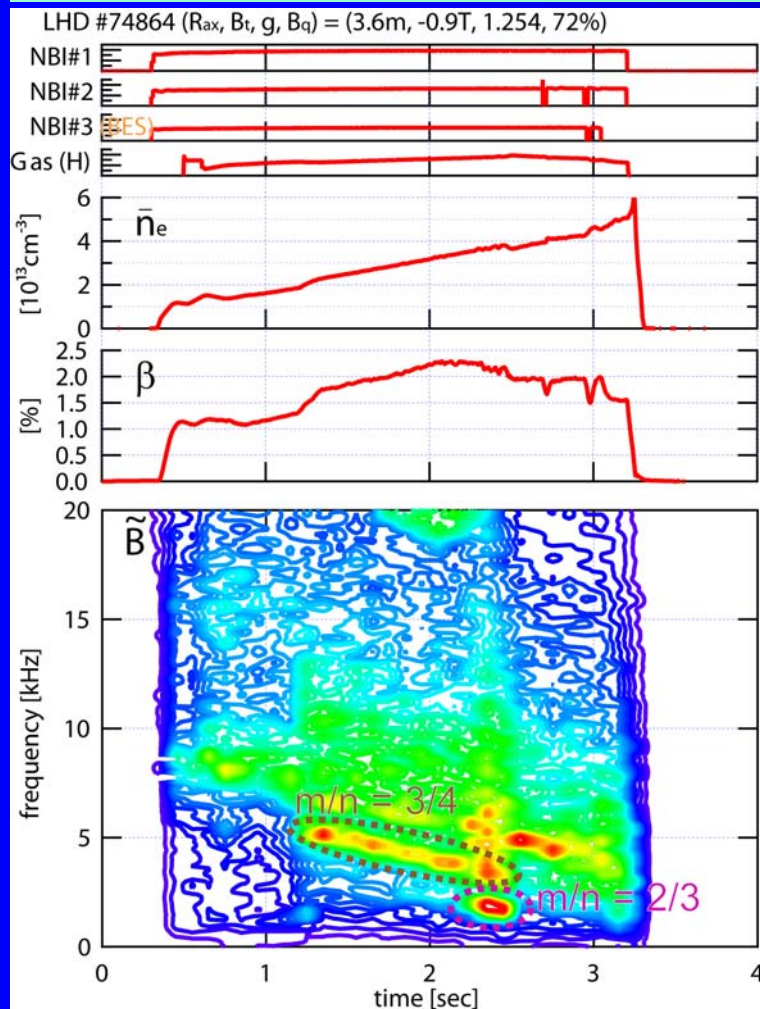 LHD #74864 (Rax, Bt, g, Bq) = (3.6m, -0.9T, 1.254, 72%)
NBI#1
NBI#2
NBI#3 (BES)
Gas (H)
6
4
2
0
[10¹³cm⁻³]
n̄e
2.5
2.0
1.5
1.0
0.5
0.0
[%]
β
20
15
10
5
0
frequency [kHz]
B̃
m/n = 3/4
m/n = 2/3
0 1 2 3 4
time [sec]